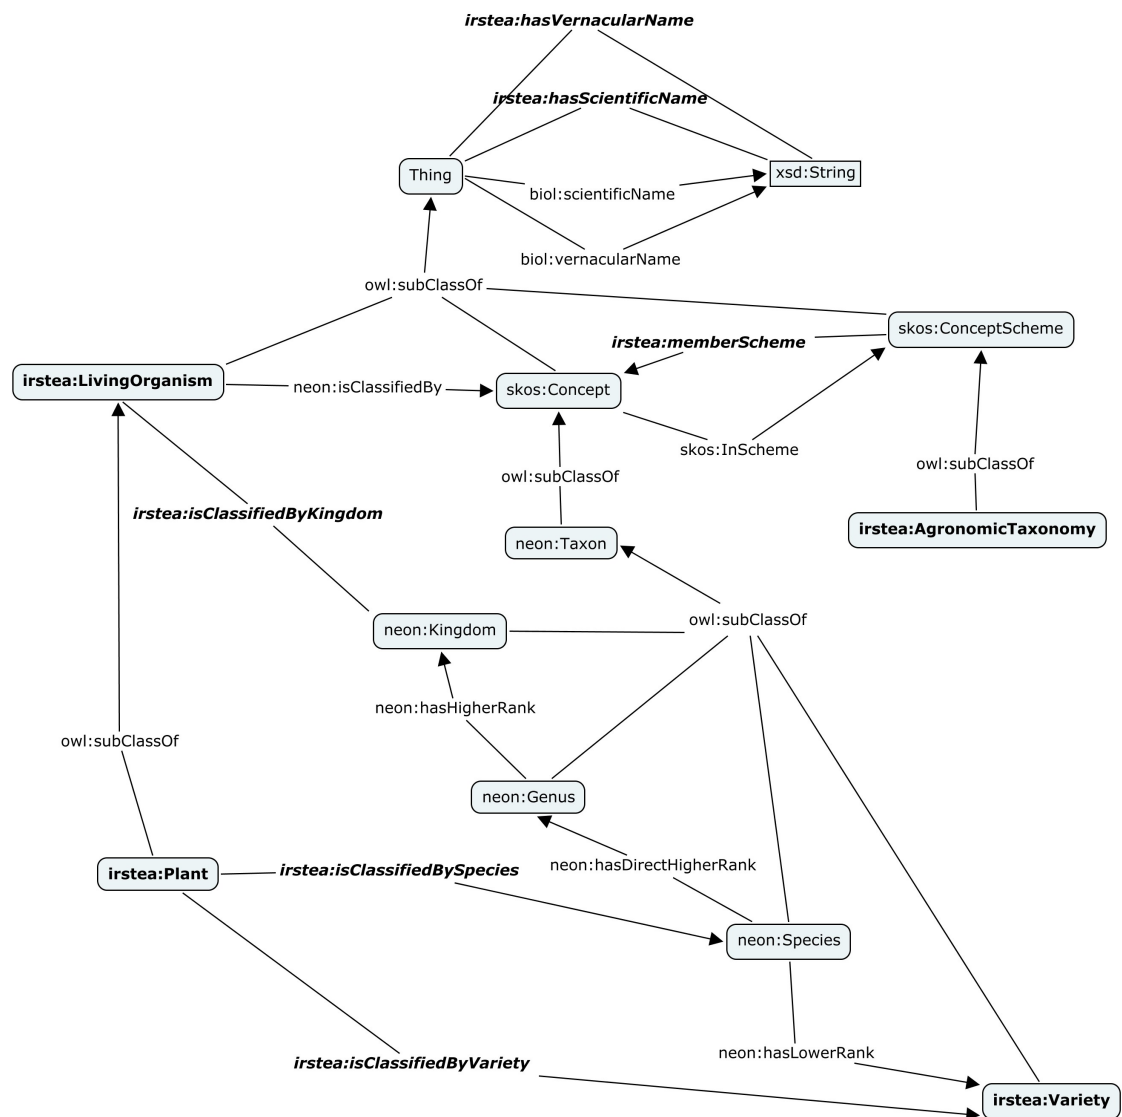 irstea:hasVernacularName
irstea:hasScientificName
Thing
xsd:String
biol:scientificName
biol:vernacularName
owl:subClassOf
skos:ConceptScheme
irstea:memberScheme
irstea:LivingOrganism
neon:isClassifiedBy
skos:Concept
skos:InScheme
owl:subClassOf
owl:subClassOf
irstea:isClassifiedByKingdom
irstea:AgronomicTaxonomy
neon:Taxon
owl:subClassOf
neon:Kingdom
neon:hasHigherRank
owl:subClassOf
neon:Genus
neon:hasDirectHigherRank
irstea:Plant
irstea:isClassifiedBySpecies
neon:Species
neon:hasLowerRank
irstea:isClassifiedByVariety
irstea:Variety